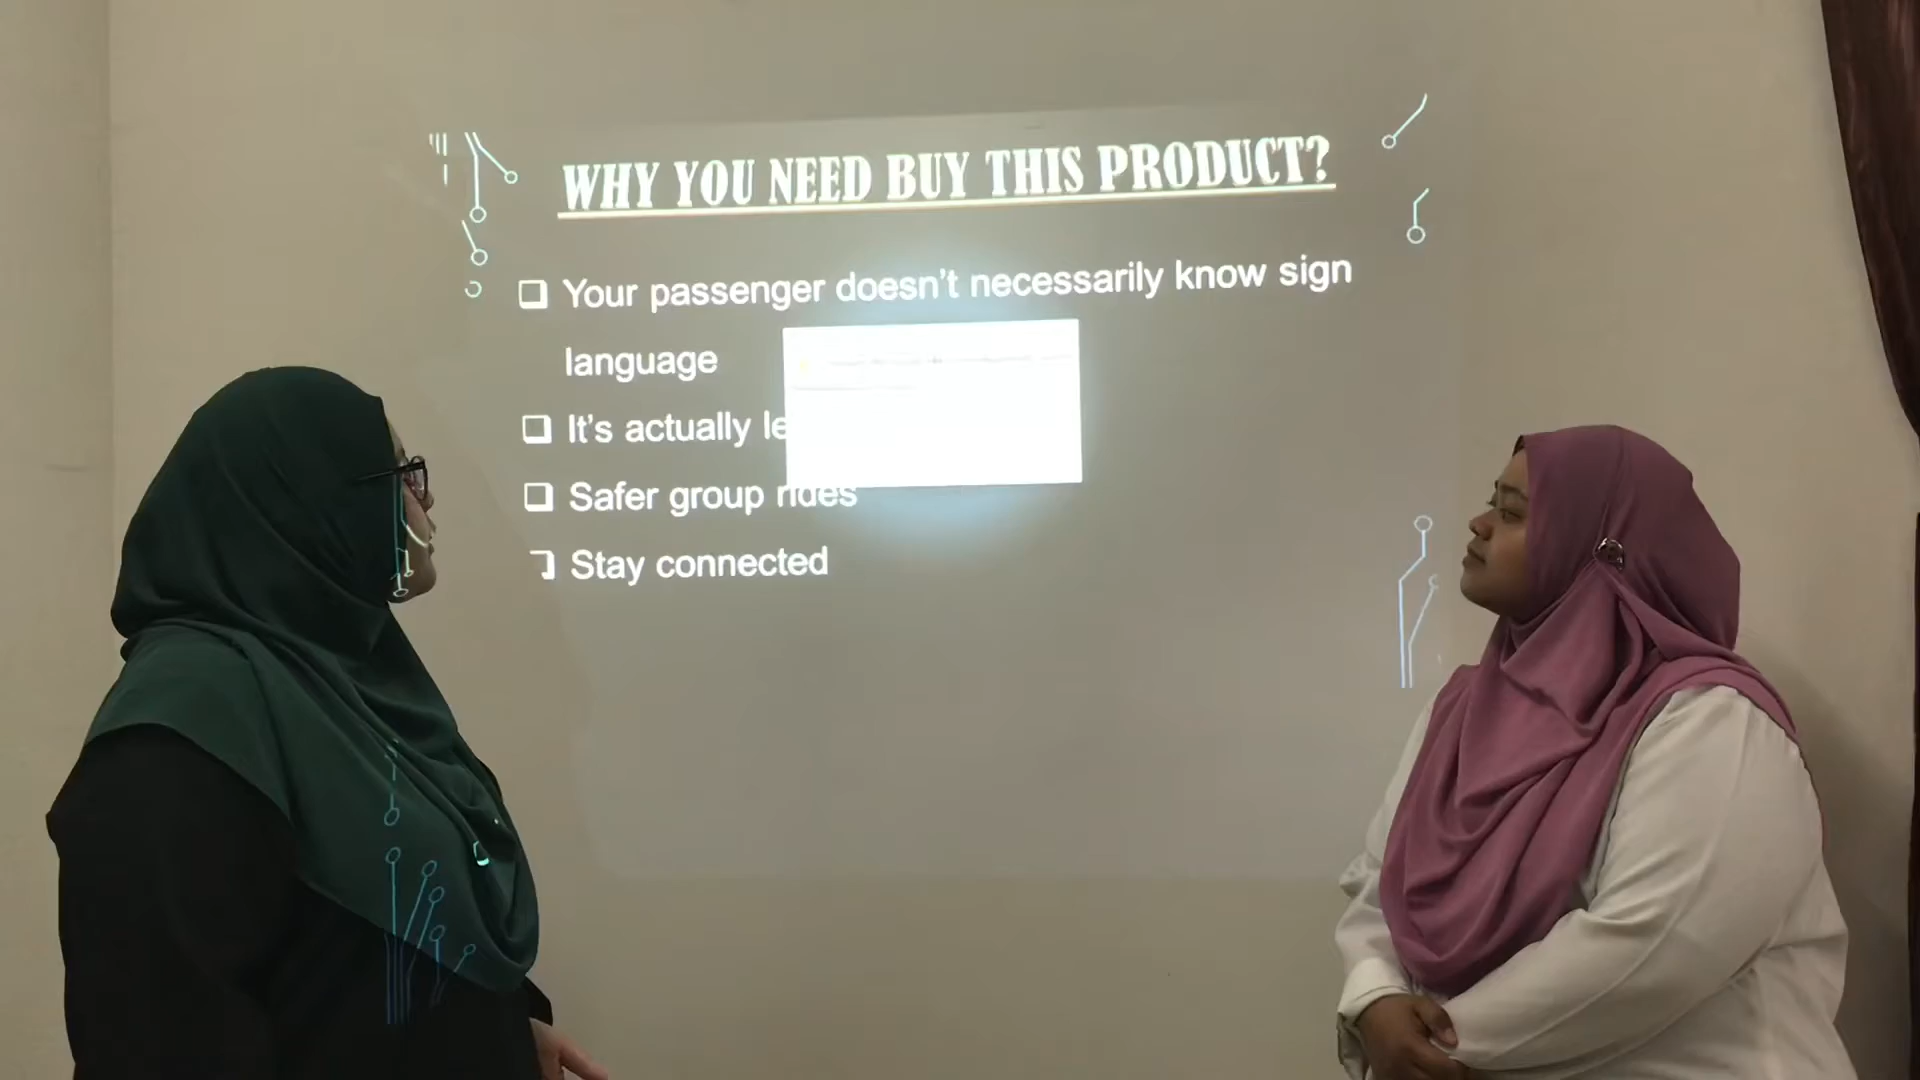 WHY YOU NEED BUY THIS PRODUCT?
Your passenger doesn't necessarily know sign
language
It's actually
Safer group rides
Stay connected